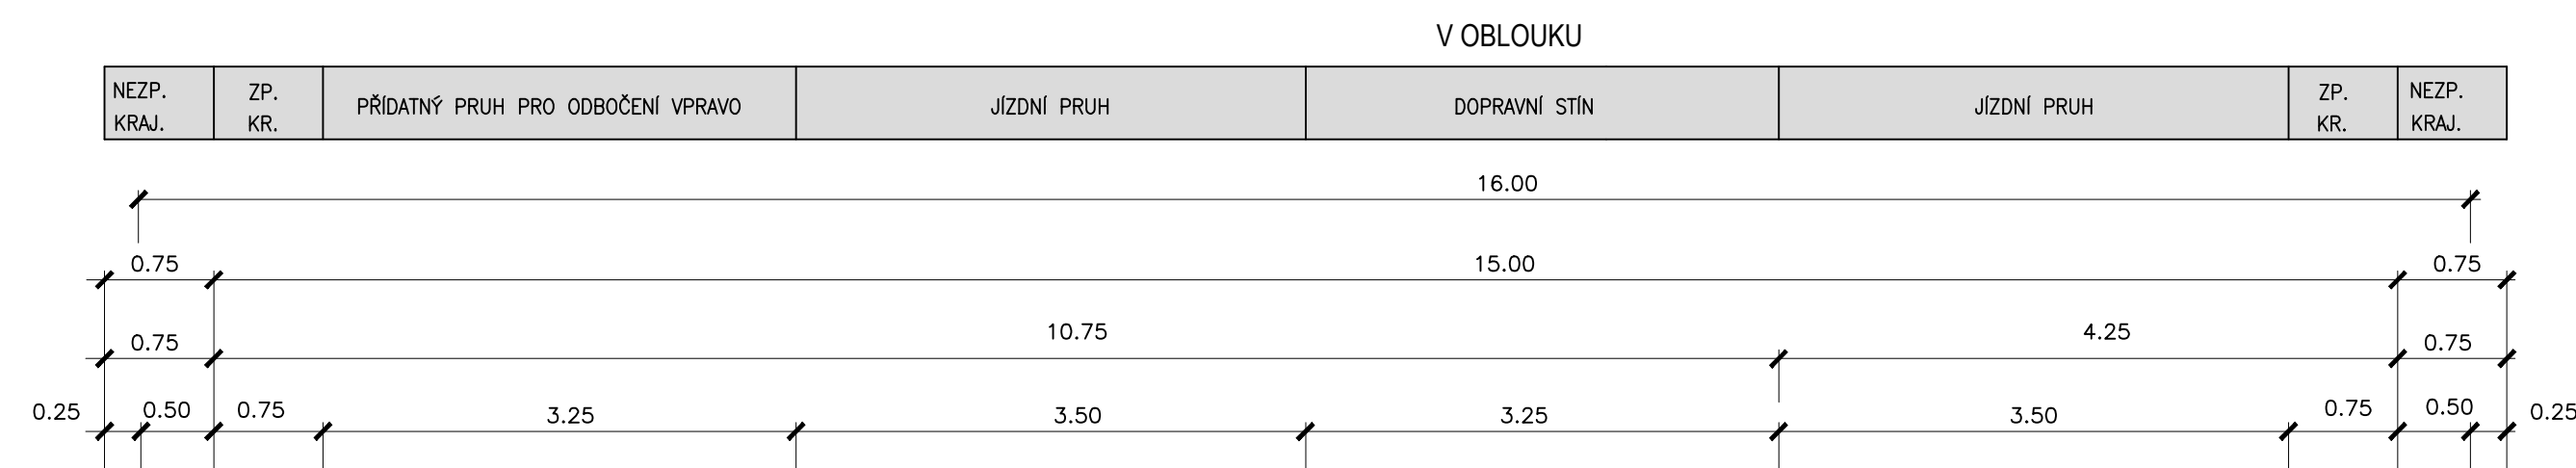 V OBLOUKU
NEZP.
KRAJ.
ZP.
KR.
PŘÍDATNÝ PRUH PRO ODBOČENÍ VPRAVO
JÍZDNÍ PRUH
DOPRAVNÍ STÍN
JÍZDNÍ PRUH
ZP.
KR.
NEZP.
KRAJ.
16.00
0.75
15.00
0.75
0.75
10.75
4.25
0.75
0.25
0.50
0.75
3.25
3.50
3.25
3.50
0.75
0.50
0.25